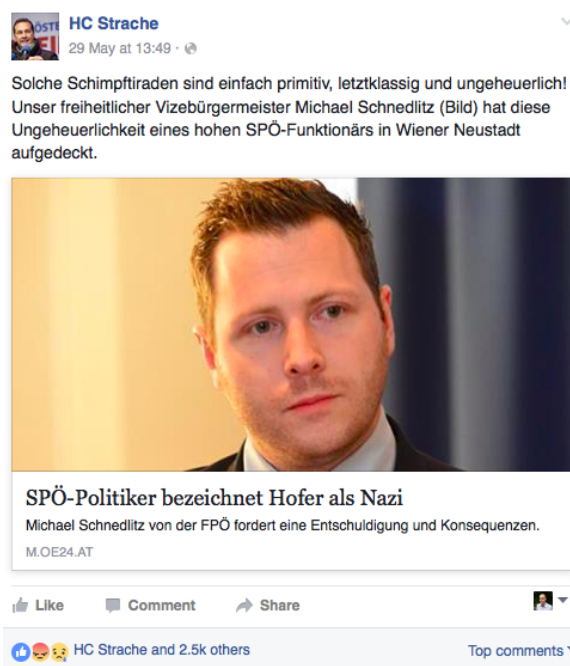 HC Strache
29 May at 13:49 ·
Solche Schimpftiraden sind einfach primitiv, letztklassig und ungeheuerlich!
Unser freiheitlicher Vizebürgermeister Michael Schnedlitz (Bild) hat diese
Ungeheuerlichkeit eines hohen SPÖ-Funktionärs in Wiener Neustadt
aufgedeckt.
SPÖ-Politiker bezeichnet Hofer als Nazi
Michael Schnedlitz von der FPÖ fordert eine Entschuldigung und Konsequenzen.
M.OE24.AT
Like Comment Share
HC Strache and 2.5k others Top comments